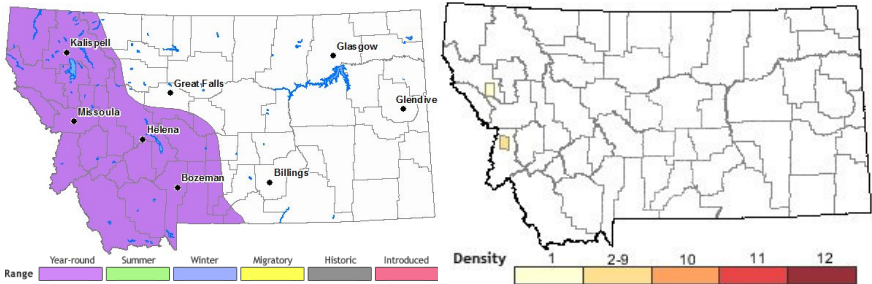 Kalispell
Glasgow
Great Falls
Glendive
Missoula
Helena
Bozeman
Billings
Range
Year-round
Summer
Winter
Migratory
Historic
Introduced
Density
1
2-9
10
11
12